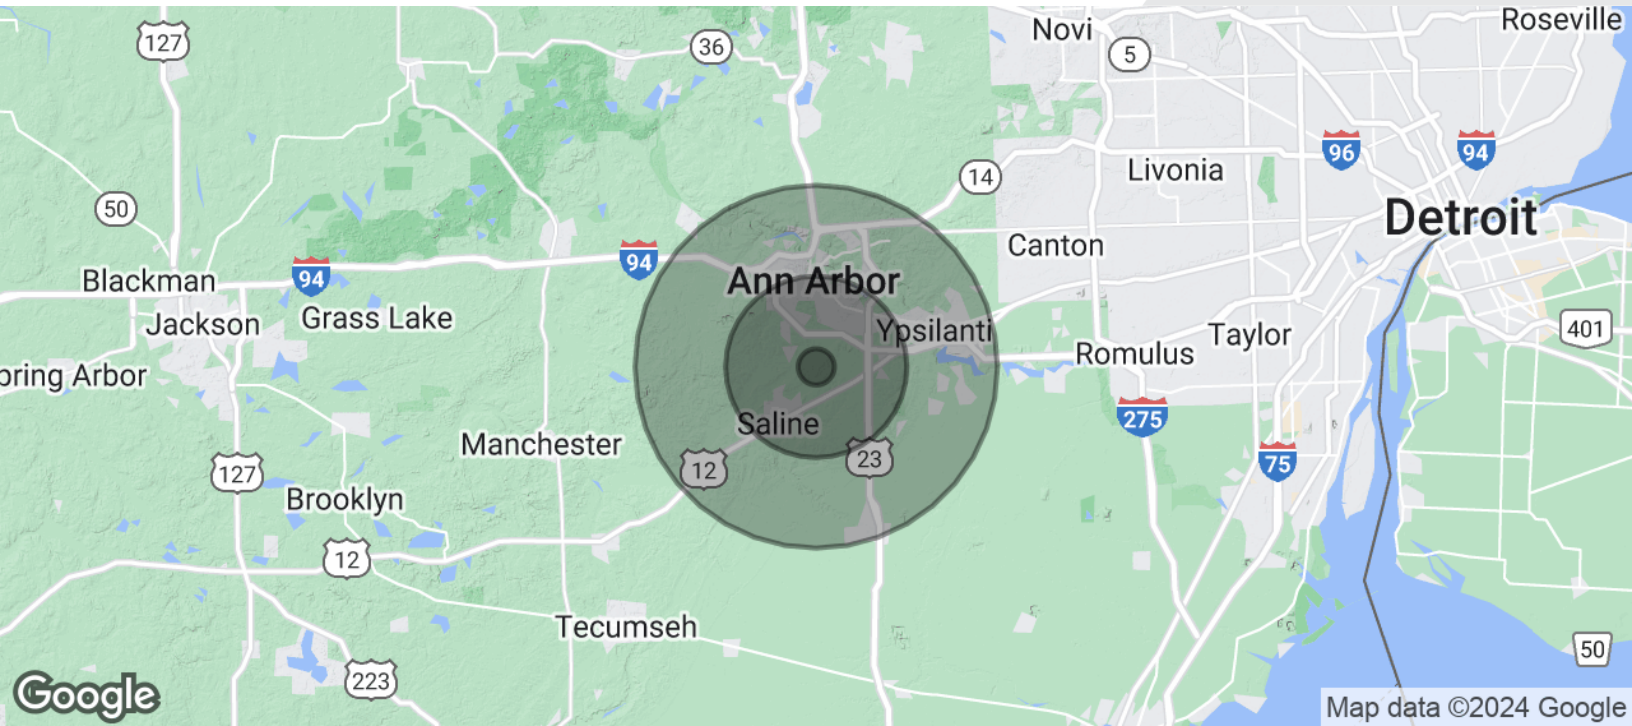 Roseville
Novi
127
36
5
96
94
Livonia
14
50
Detroit
Canton
94
94
Blackman
Ann Arbor
Grass Lake
Jackson
Ypsilanti
401
Taylor
Romulus
pring Arbor
275
Saline
Manchester
12
23
75
127
Brooklyn
12
Tecumseh
50
223
Google
Map data ©2024 Google